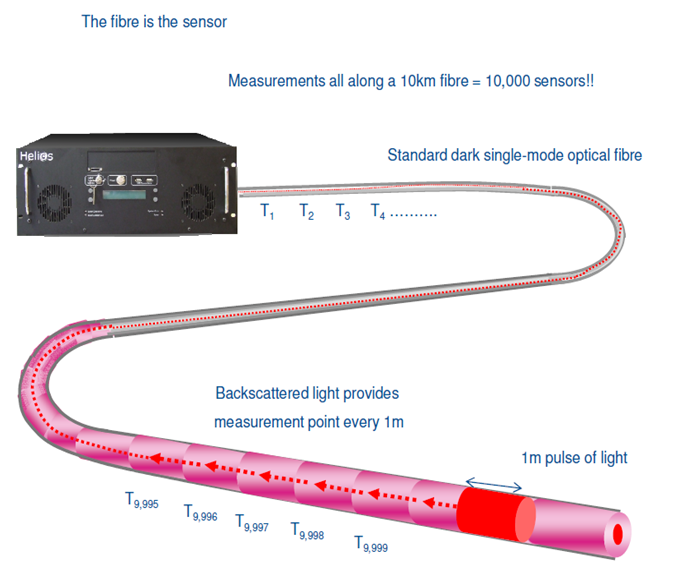 The fibre is the sensor
Measurements all along a 10km fibre = 10,000 sensors!!
Helios
Standard dark single-mode optical fibre
T1 T2 T3 T4 ..........
Backscattered light provides
measurement point every 1m
1m pulse of light
T9,995 T9,996 T9,997 T9,998 T9,999